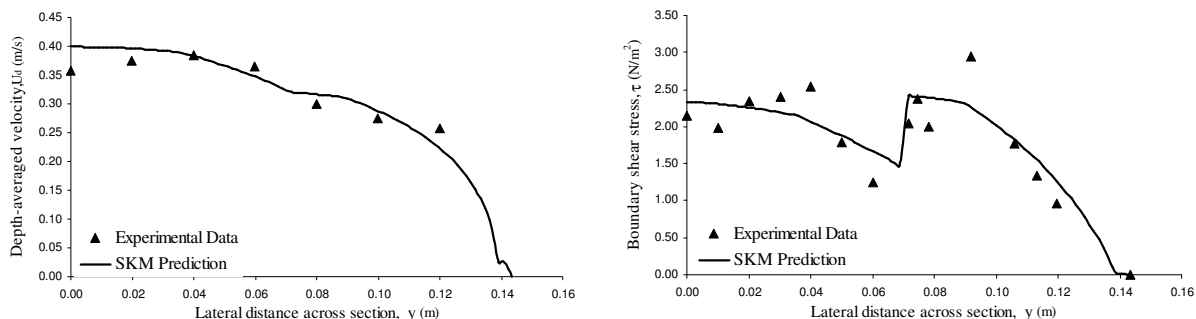 Depth-averaged velocity,Ud (m/s)
0.40
0.35
0.30
0.25
0.20
0.15
0.10
0.05
0.00
Experimental Data
SKM Prediction
0.00 0.02 0.04 0.06 0.08 0.10 0.12 0.14 0.16
Lateral distance across section, y (m)
Boundary shear stress, τ (N/m²)
3.50
3.00
2.50
2.00
1.50
1.00
0.50
0.00
Experimental Data
SKM Prediction
0.00 0.02 0.04 0.06 0.08 0.10 0.12 0.14 0.16
Lateral distance across section, y (m)